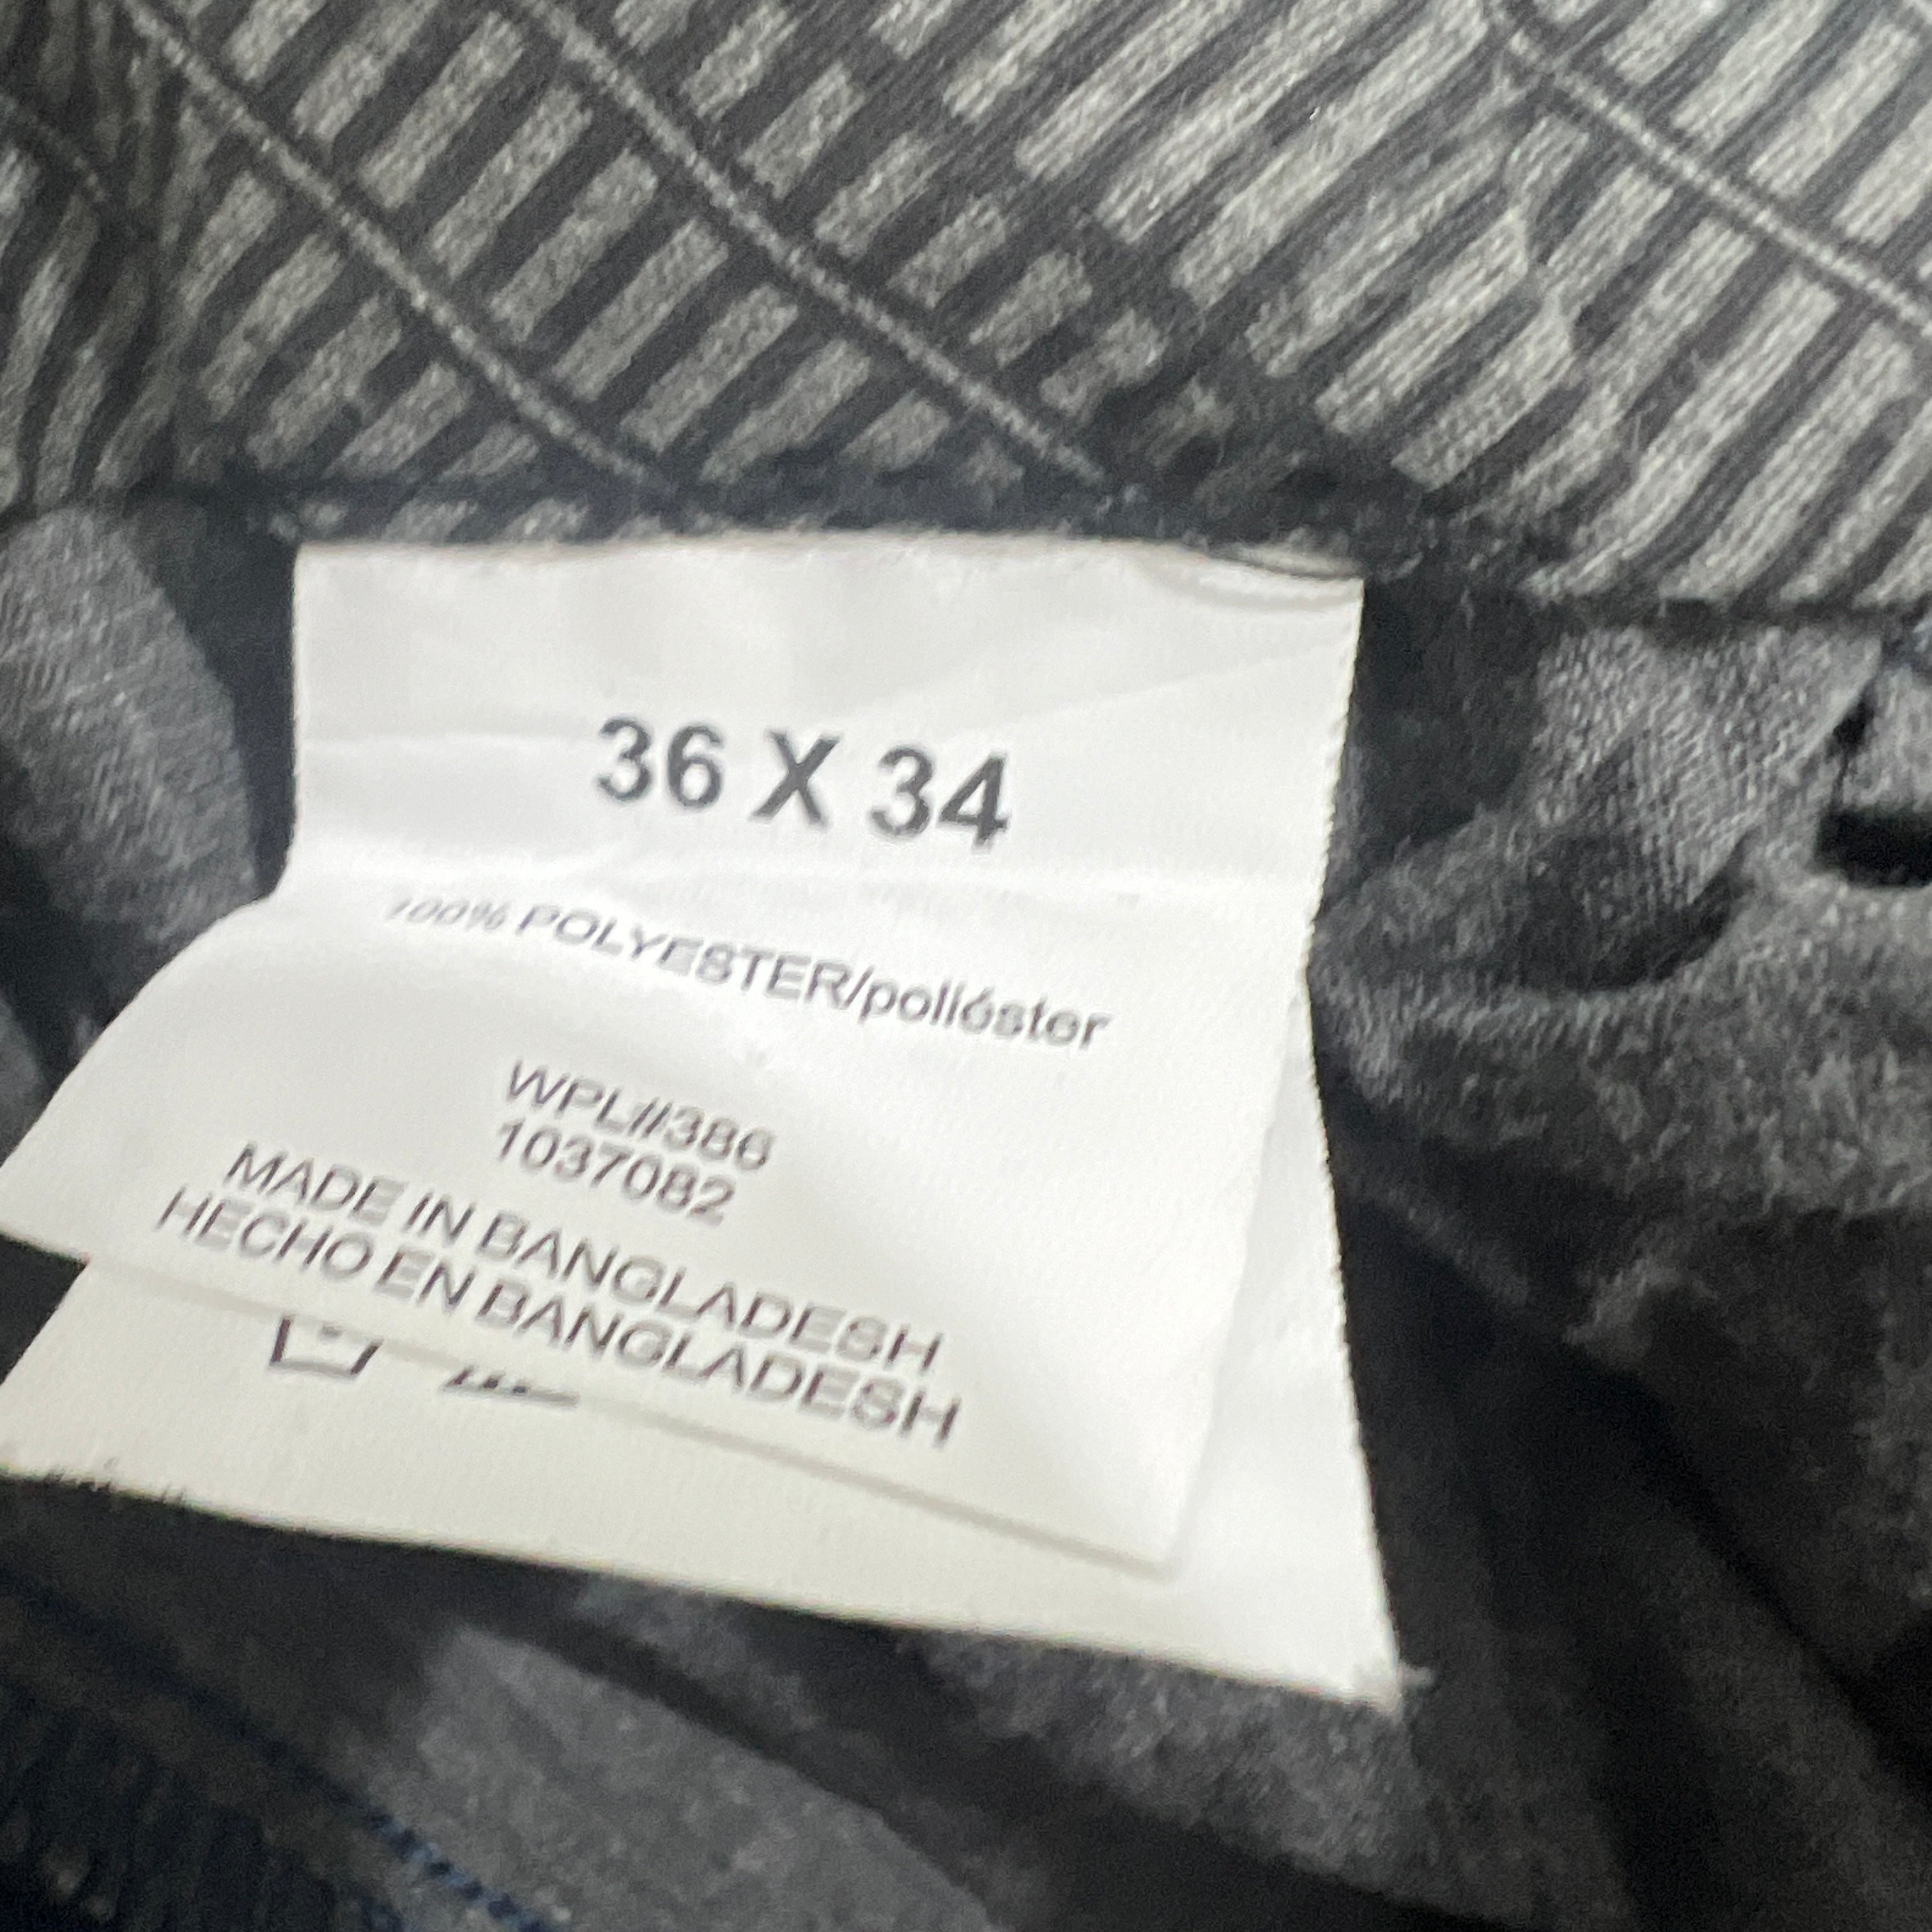 36 X 34
100% POLYESTER/poliéster
WPL#386
1037082
MADE IN BANGLADESH
HECHO EN BANGLADESH